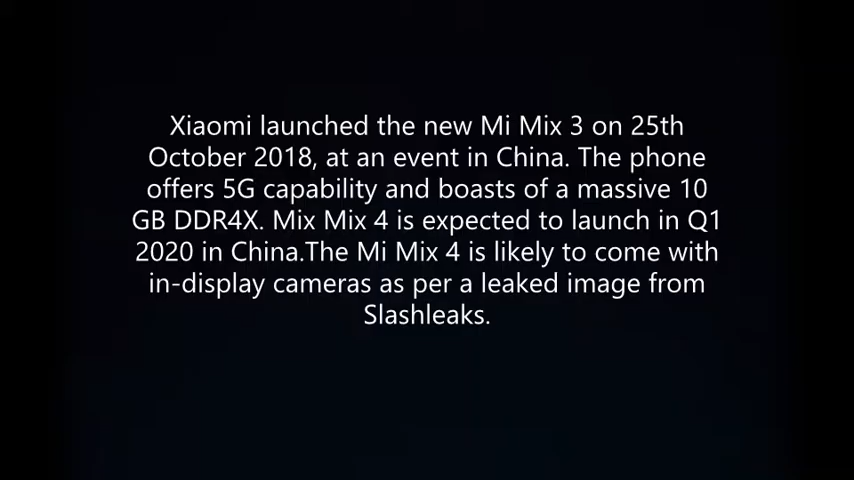 Xiaomi launched the new Mi Mix 3 on 25th
October 2018, at an event in China. The phone
offers 5G capability and boasts of a massive 10
GB DDR4X. Mix Mix 4 is expected to launch in Q1
2020 in China.The Mi Mix 4 is likely to come with
in-display cameras as per a leaked image from
Slashleaks.